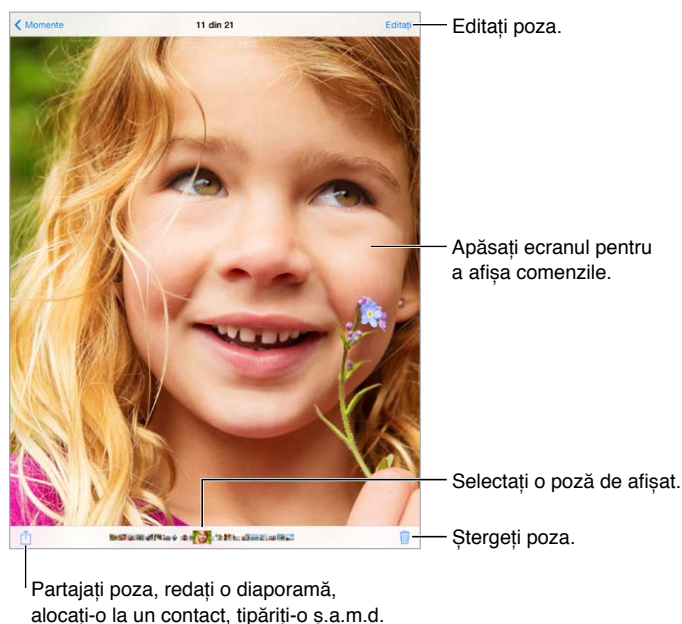 Momente
11 din 21
Editați
Editați poza.
Apăsați ecranul pentru
a afișa comenzile.
Selectați o poză de afișat.
Ștergeți poza.
Partajați poza, redați o diaporamă,
alocați-o la un contact, tipăriți-o ș.a.m.d.